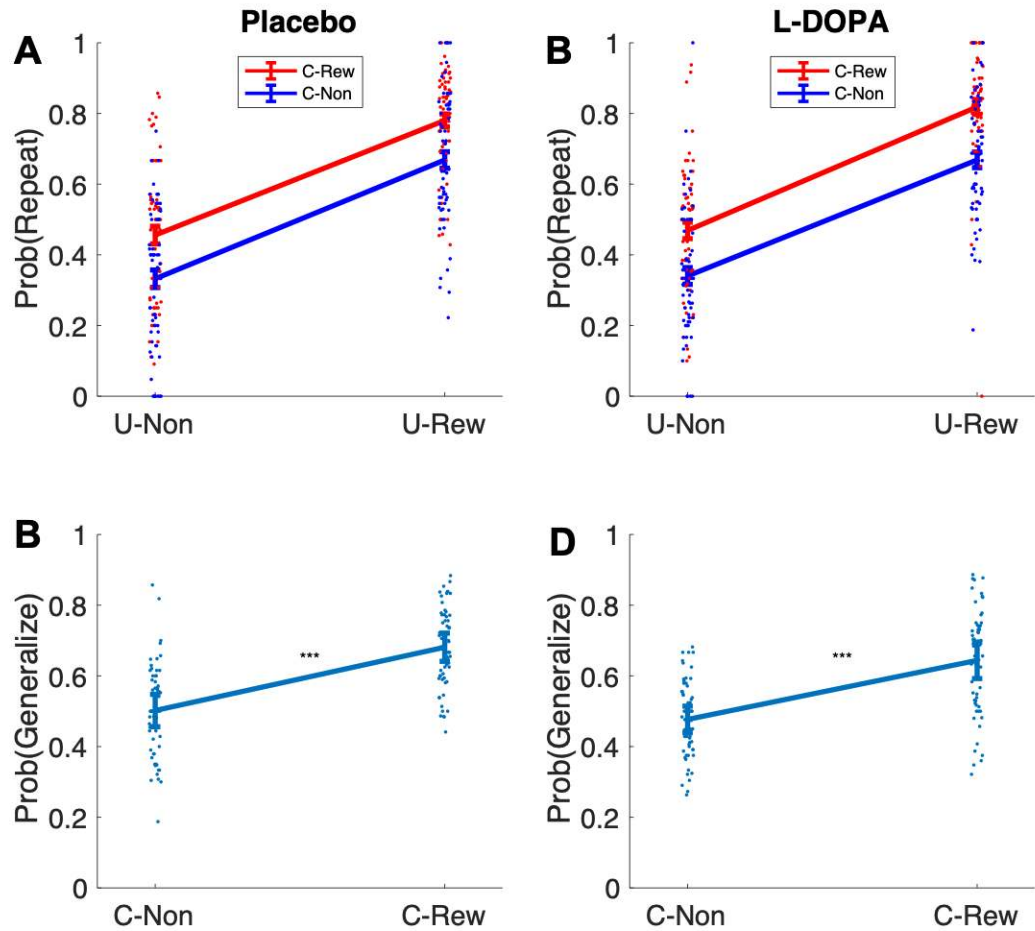 Placebo
A
Prob(Repeat)
1
0.8
0.6
0.4
0.2
0
C-Rew
C-Non
U-Non
U-Rew
L-DOPA
B
Prob(Repeat)
1
0.8
0.6
0.4
0.2
0
C-Rew
C-Non
U-Non
U-Rew
B
Prob(Generalize)
1
0.8
0.6
0.4
0.2
0
***
C-Non
C-Rew
D
Prob(Generalize)
1
0.8
0.6
0.4
0.2
0
***
C-Non
C-Rew